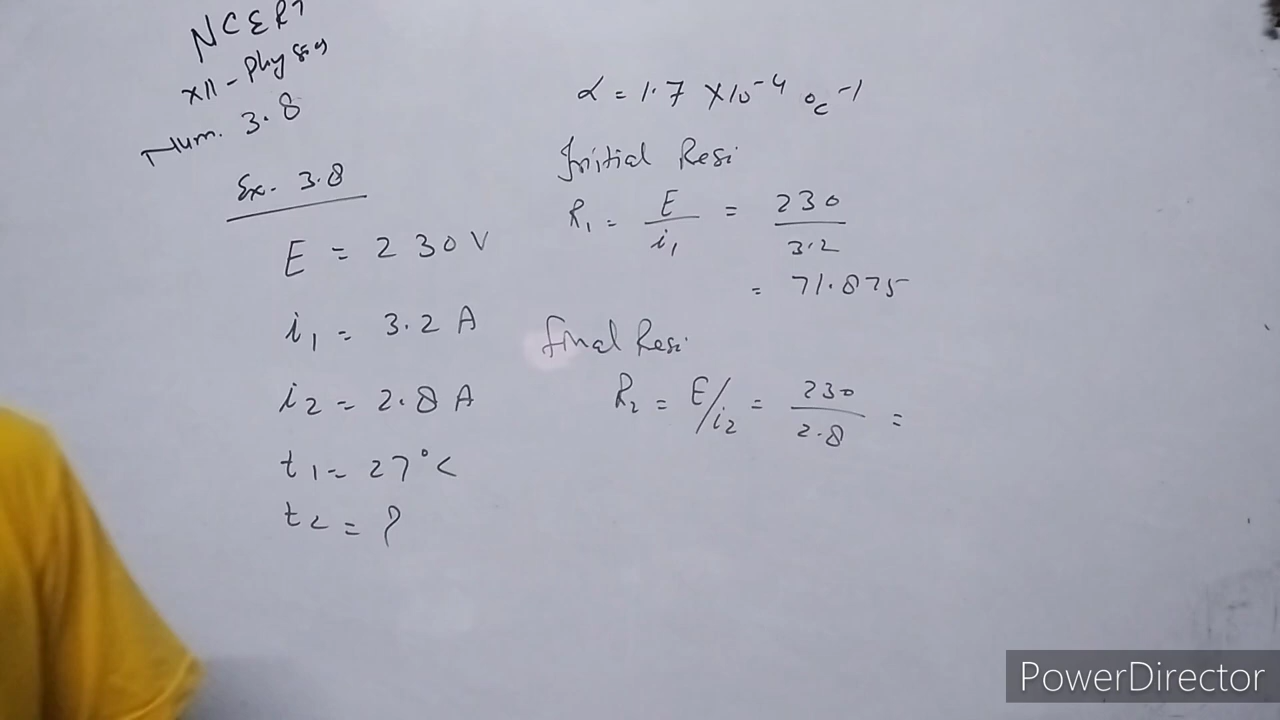 NCERT
XII - Physics
Num. 3.8
Ex. 3.8
E = 230V
i₁ = 3.2 A
i₂ = 2.8 A
t₁ = 27°C
t₂ = ?
α = 1.7 × 10⁻⁴ °C⁻¹
Initial Resi
R₁ = E/i₁ = 230/3.2
= 71.875
Final Resi
R₂ = E/i₂ = 230/2.8 =
PowerDirector